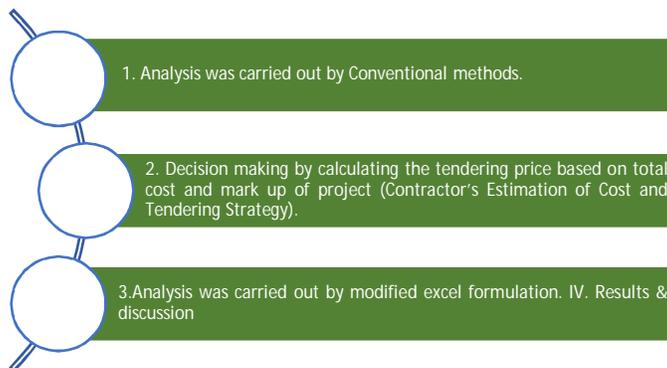 1. Analysis was carried out by Conventional methods.
2. Decision making by calculating the tendering price based on total
cost and mark up of project (Contractor's Estimation of Cost and
Tendering Strategy).
3.Analysis was carried out by modified excel formulation. IV. Results &
discussion